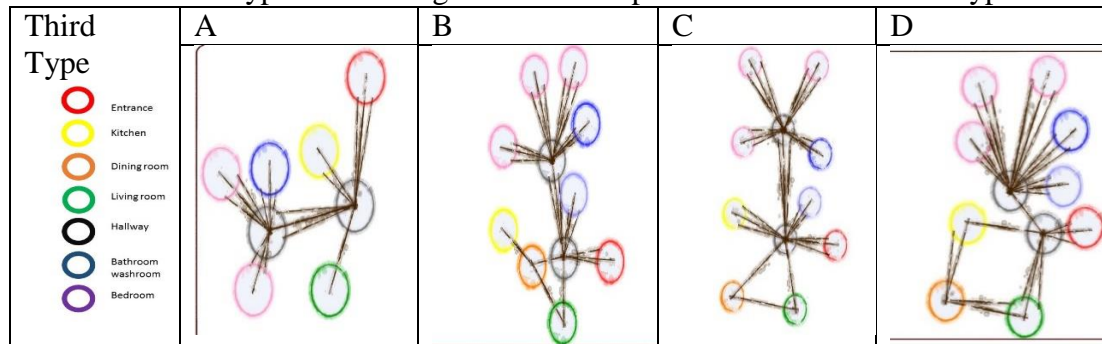 Third
Type
A
B
C
D
Entrance
Kitchen
Dining room
Living room
Hallway
Bathroom
washroom
Bedroom